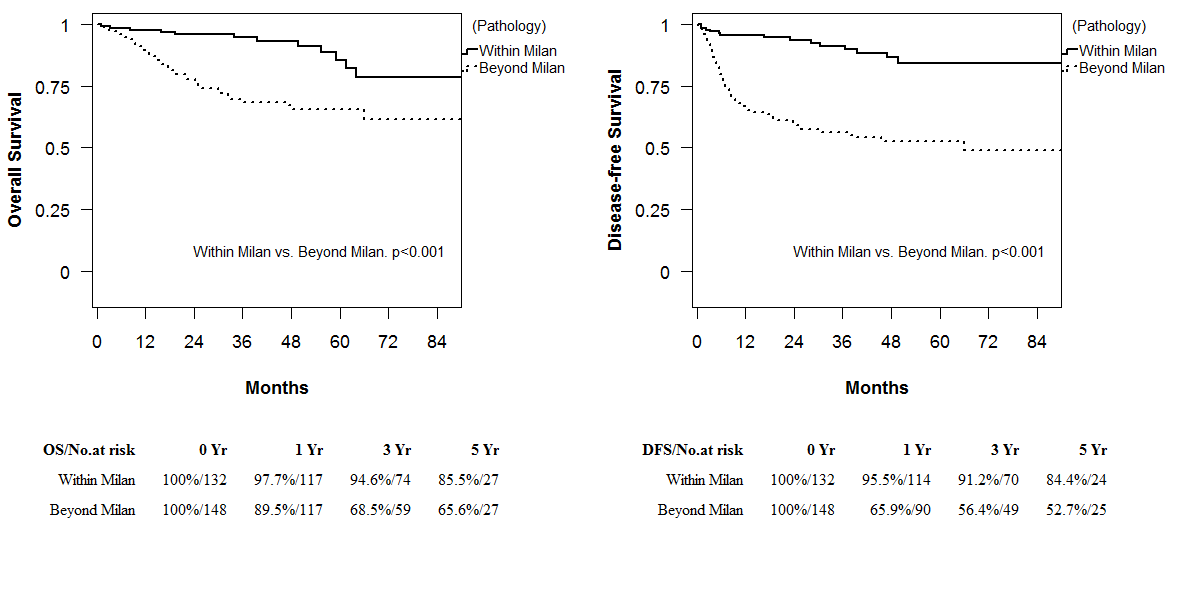 Overall Survival
1
0.75
0.5
0.25
0
(Pathology)
Within Milan
Beyond Milan
Within Milan vs. Beyond Milan. p<0.001
0 12 24 36 48 60 72 84
Months
OS/No.at risk 0 Yr 1 Yr 3 Yr 5 Yr
Within Milan 100%/132 97.7%/117 94.6%/74 85.5%/27
Beyond Milan 100%/148 89.5%/117 68.5%/59 65.6%/27
Disease-free Survival
1
0.75
0.5
0.25
0
(Pathology)
Within Milan
Beyond Milan
Within Milan vs. Beyond Milan. p<0.001
0 12 24 36 48 60 72 84
Months
DFS/No.at risk 0 Yr 1 Yr 3 Yr 5 Yr
Within Milan 100%/132 95.5%/114 91.2%/70 84.4%/24
Beyond Milan 100%/148 65.9%/90 56.4%/49 52.7%/25